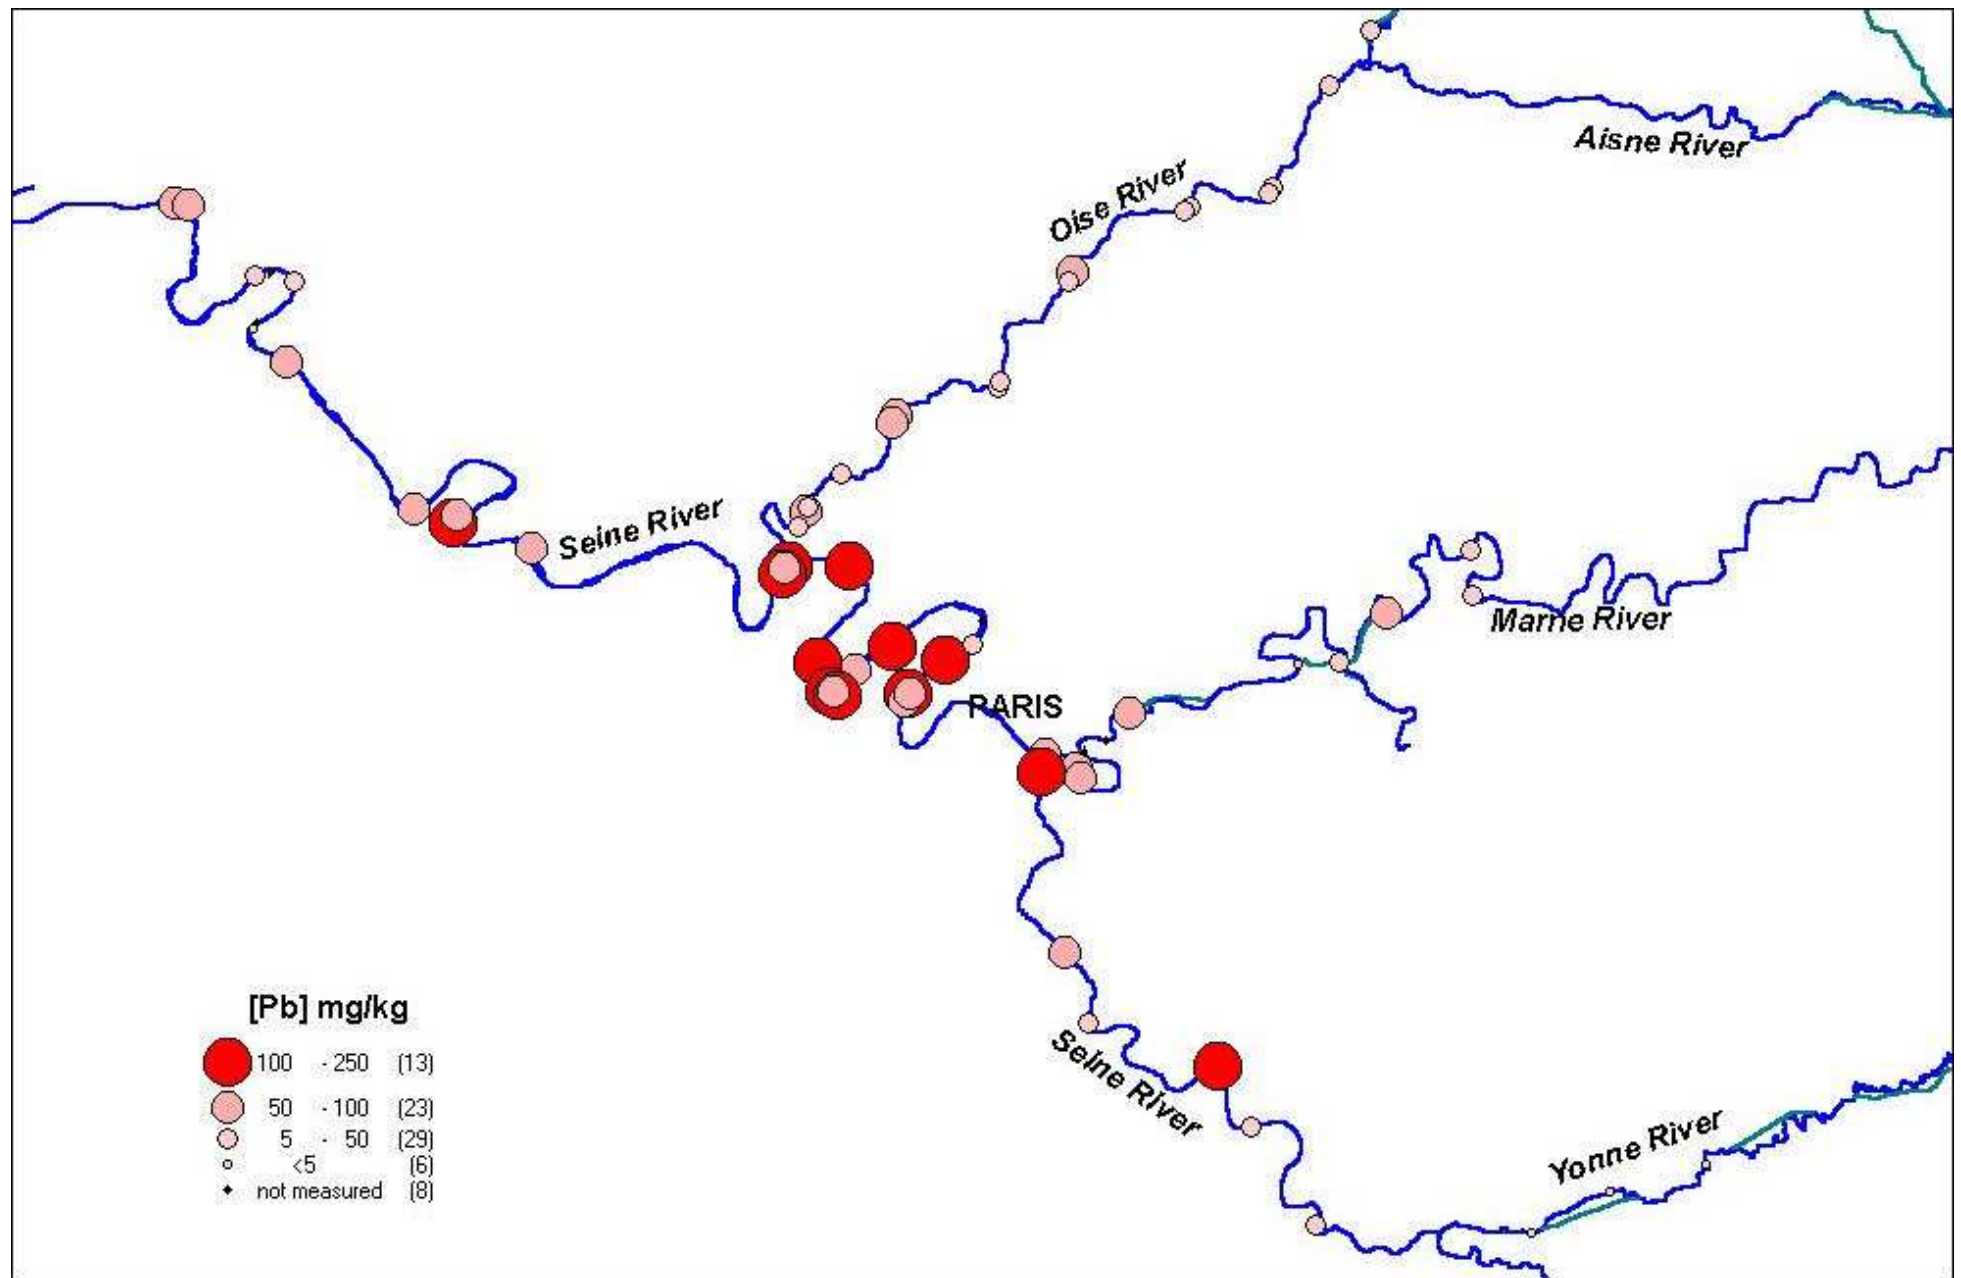 Aisne River
Oise River
Seine River
Marne River
PARIS
[Pb] mg/kg
100 - 250 (13)
50 - 100 (23)
5 - 50 (29)
<5 (6)
not measured (8)
Seine River
Yonne River